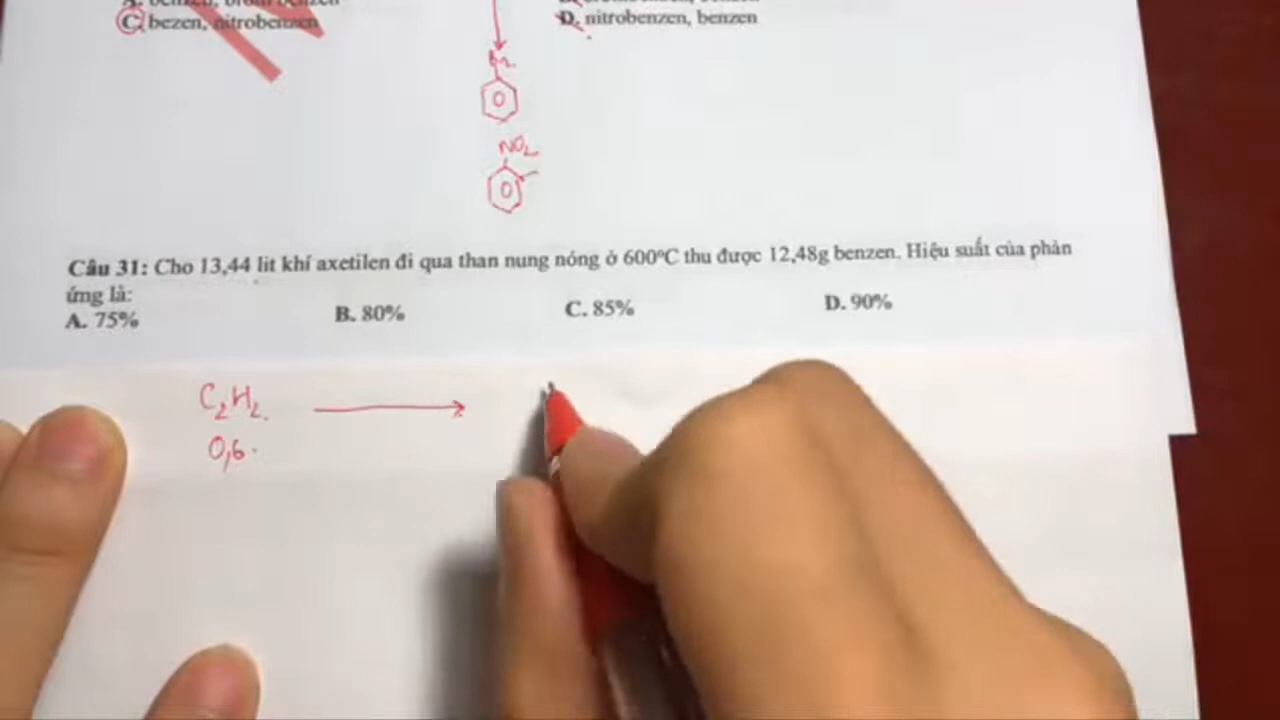 C. bezen, nitrobenzen
D. nitrobenzen, benzen
Br
NO2
Câu 31: Cho 13,44 lit khí axetilen đi qua than nung nóng ở 600°C thu được 12,48g benzen. Hiệu suất của phản
ứng là:
A. 75% B. 80% C. 85% D. 90%
C2H2.
0,6.